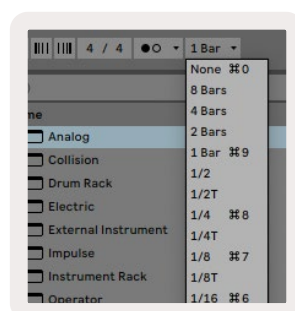 4 / 4 1 Bar
None ⌘0
8 Bars
4 Bars
2 Bars
1 Bar ⌘9
1/2
1/2T
1/4 ⌘8
1/4T
1/8 ⌘7
1/8T
1/16 ⌘6
me
Analog
Collision
Drum Rack
Electric
External Instrument
Impulse
Instrument Rack
Operator